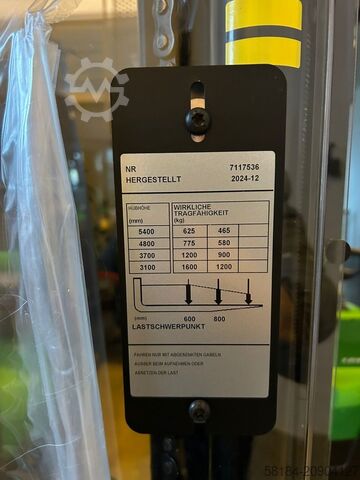 NR 7117536
HERGESTELLT 2024-12
HUBHÖHE WIRKLICHE
TRAGFÄHIGKEIT
(mm) (kg)
5400 625 465
4800 775 580
3700 1200 900
3100 1600 1200
(mm) 600 800
LASTSCHWERPUNKT
FAHREN NUR MIT ABGESENKTEN GABELN
AUSSER BEIM AUFNEHMEN ODER
ABSETZEN DER LAST